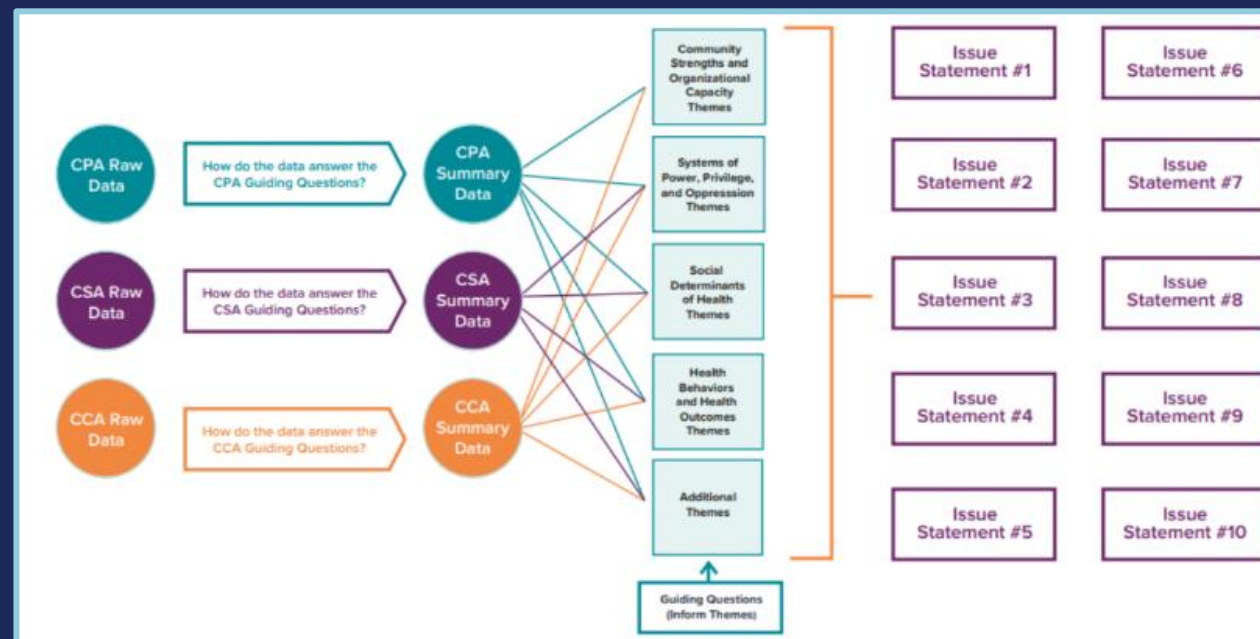 CPA Raw
Data
How do the data answer the
CPA Guiding Questions?
CPA
Summary
Data
CSA Raw
Data
How do the data answer the
CSA Guiding Questions?
CSA
Summary
Data
CCA Raw
Data
How do the data answer the
CCA Guiding Questions?
CCA
Summary
Data
Community
Strengths and
Organizational
Capacity
Themes
Systems of
Power, Privilege,
and Oppresssion
Themes
Social
Determinants
of Health
Themes
Health
Behaviors
and Health
Outcomes
Themes
Additional
Themes
Guiding Questions
(Inform Themes)
Issue
Statement #1
Issue
Statement #6
Issue
Statement #2
Issue
Statement #7
Issue
Statement #3
Issue
Statement #8
Issue
Statement #4
Issue
Statement #9
Issue
Statement #5
Issue
Statement #10